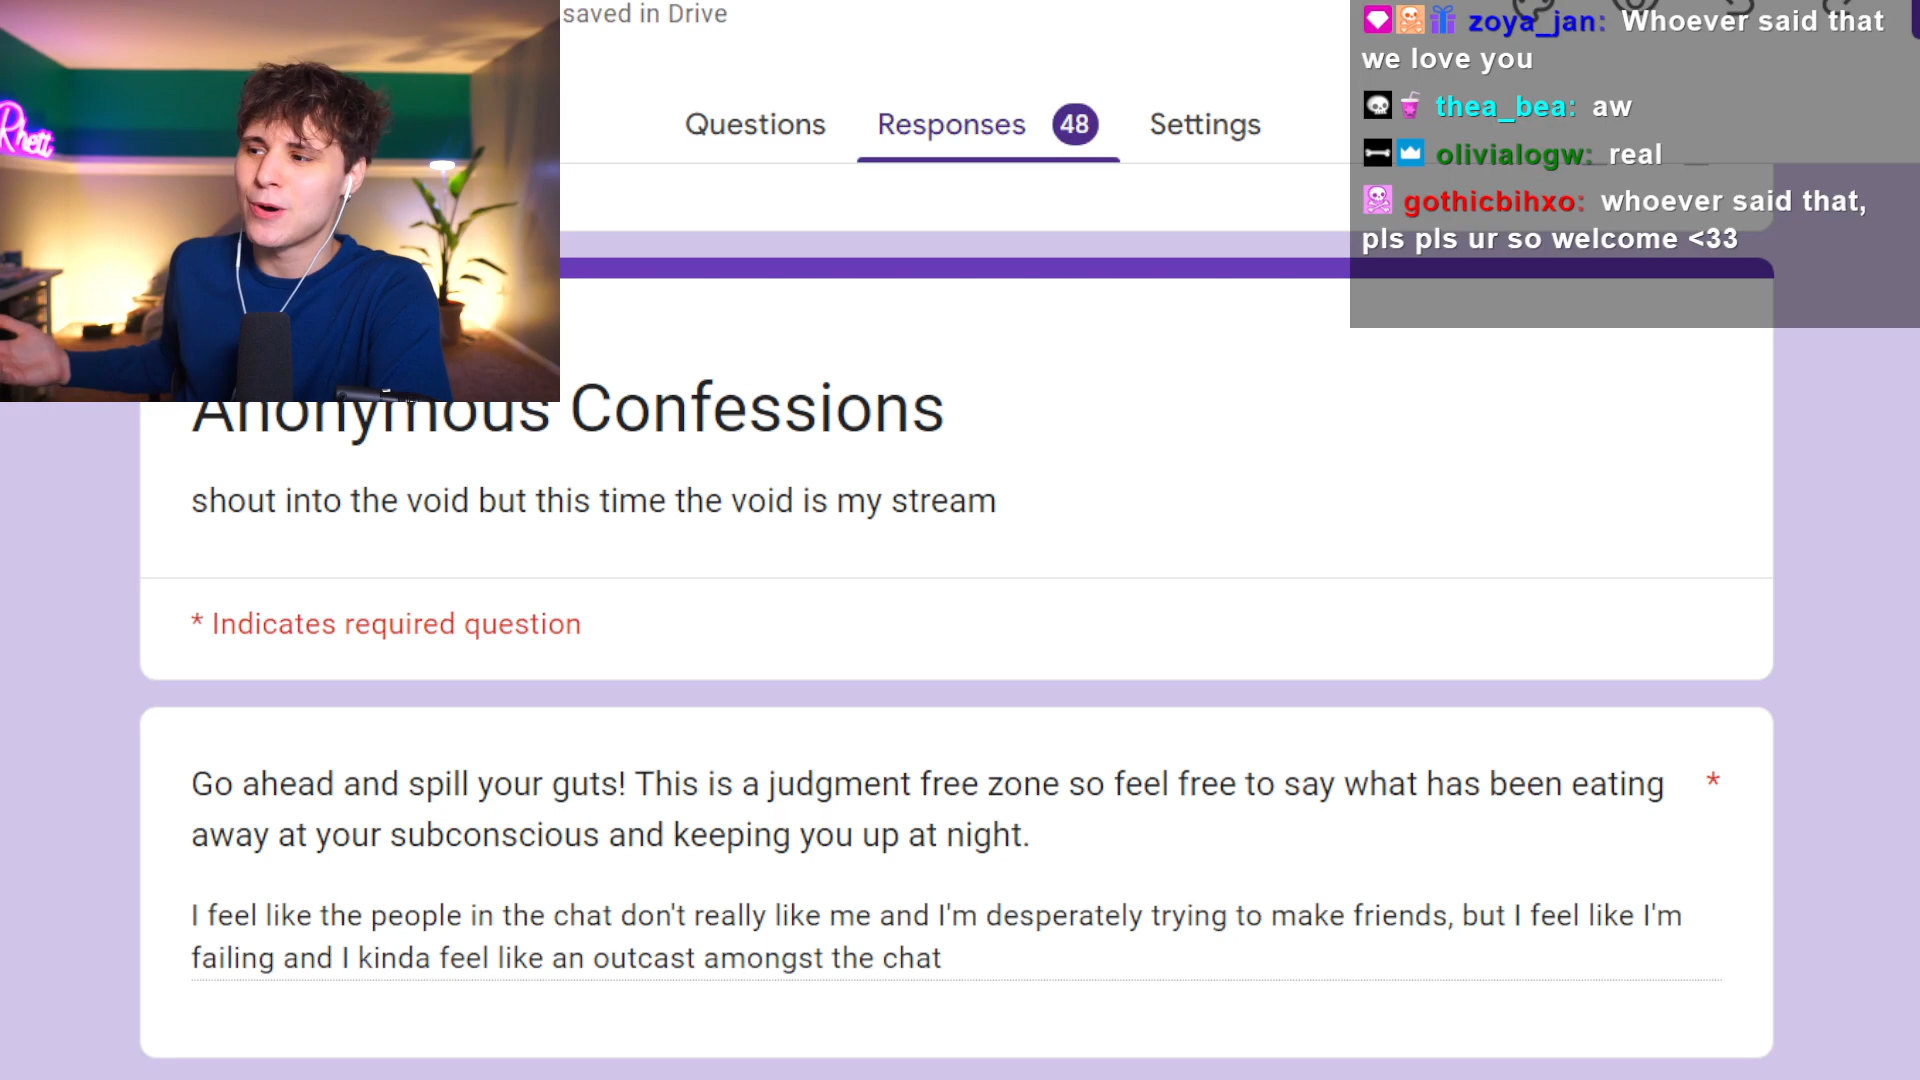 saved in Drive
Rhett
Questions Responses 48 Settings
zoya_jan: Whoever said that
we love you
thea_bea: aw
olivialogw: real
gothicbihxo: whoever said that,
pls pls ur so welcome <33
Anonymous Confessions
shout into the void but this time the void is my stream
* Indicates required question
Go ahead and spill your guts! This is a judgment free zone so feel free to say what has been eating *
away at your subconscious and keeping you up at night.
I feel like the people in the chat don't really like me and I'm desperately trying to make friends, but I feel like I'm
failing and I kinda feel like an outcast amongst the chat